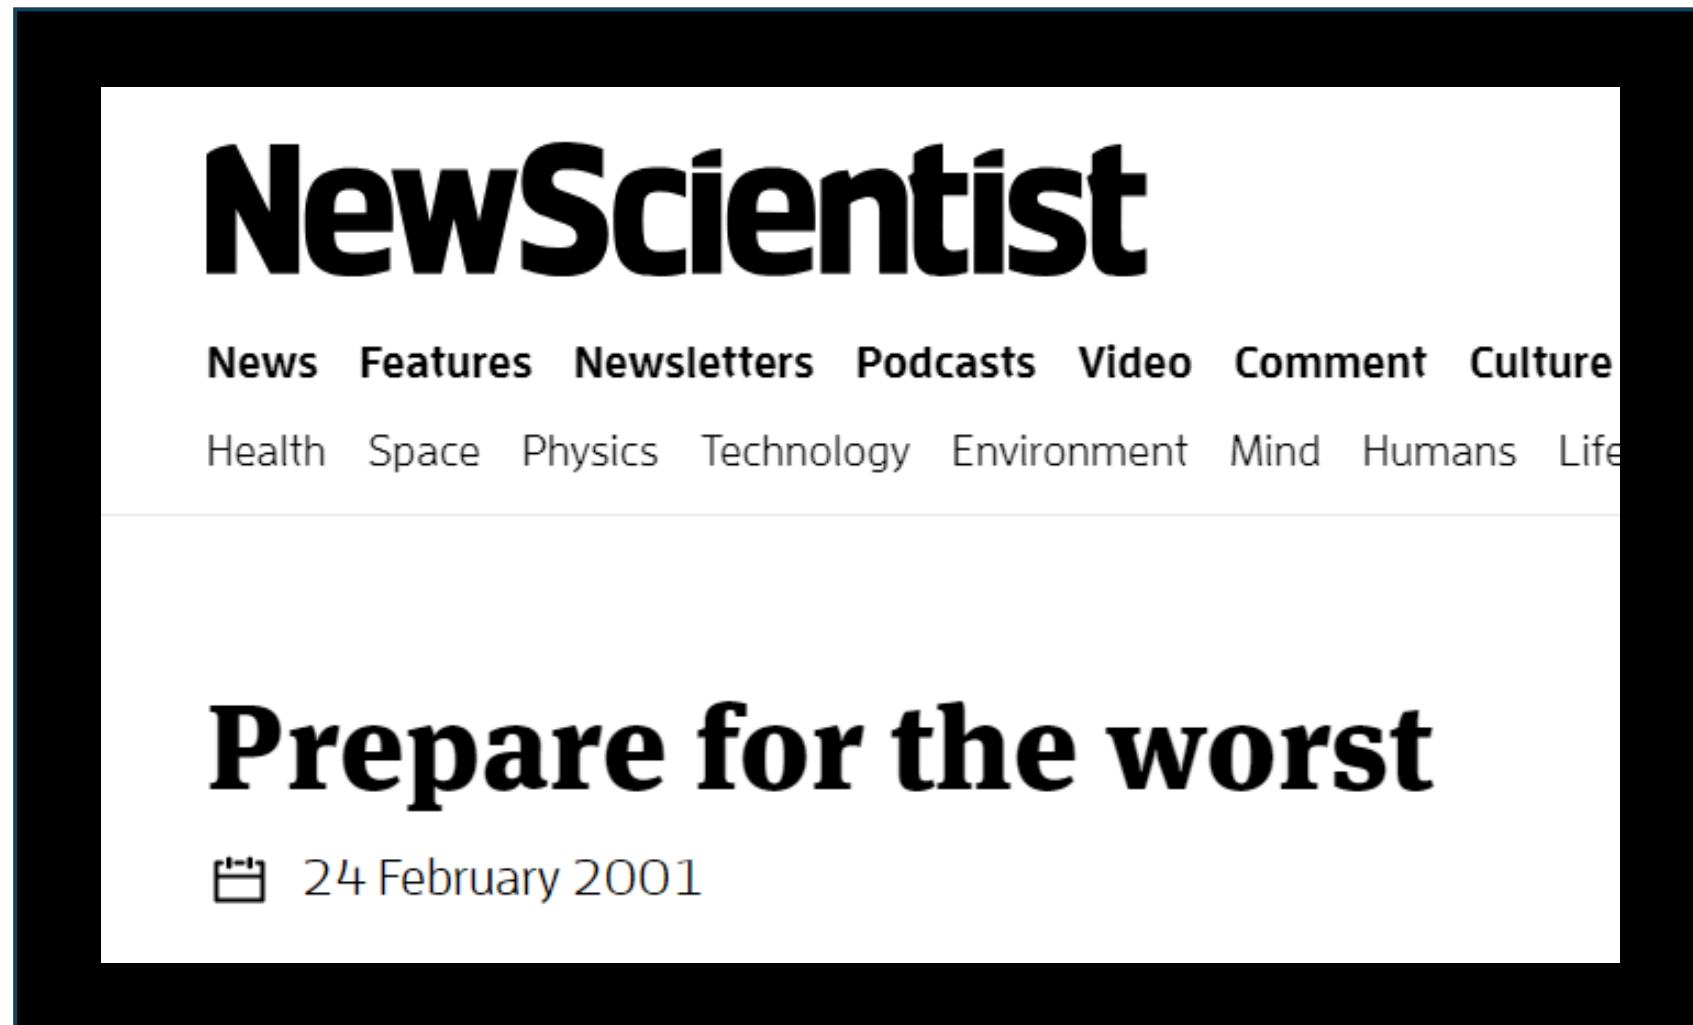 NewScientist
News Features Newsletters Podcasts Video Comment Culture
Health Space Physics Technology Environment Mind Humans Life
Prepare for the worst
24 February 2001